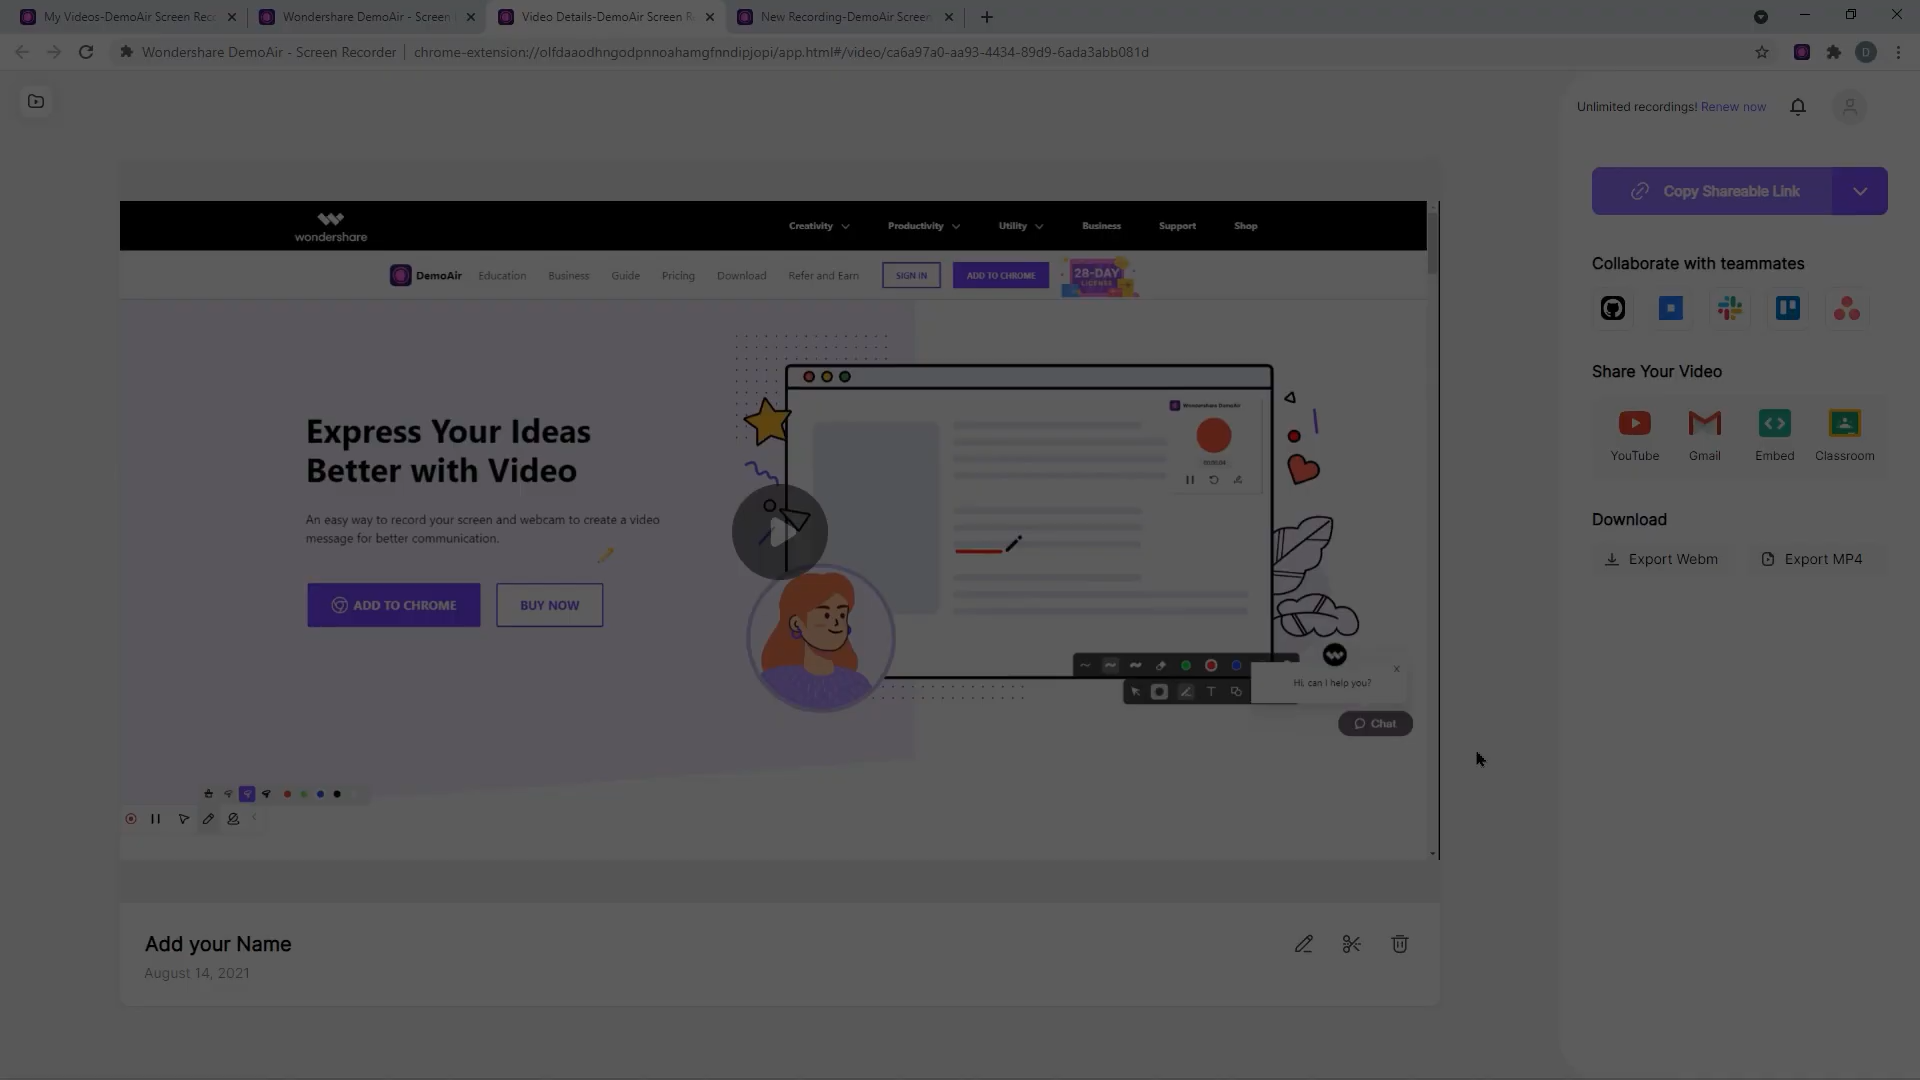 My Videos-DemoAir Screen Rec
Wondershare DemoAir - Screen
Video Details-DemoAir Screen R
New Recording-DemoAir Screen
Wondershare DemoAir - Screen Recorder
chrome-extension://olfdaaodhngodpnnoahamgfnndipjopi/app.html#/video/ca6a97a0-aa93-4434-89d9-6ada3abb081d
D
Unlimited recordings! Renew now
Copy Shareable Link
wondershare
Creativity
Productivity
Utility
Business
Support
Shop
DemoAir
Education
Business
Guide
Pricing
Download
Refer and Earn
SIGN IN
ADD TO CHROME
28-DAY
LICENSE
Collaborate with teammates
Share Your Video
YouTube
Gmail
Embed
Classroom
Wondershare DemoAir
Express Your Ideas
Better with Video
An easy way to record your screen and webcam to create a video
message for better communication.
ADD TO CHROME
BUY NOW
Download
Export Webm
Export MP4
T
Hi, can I help you?
Chat
Add your Name
August 14, 2021